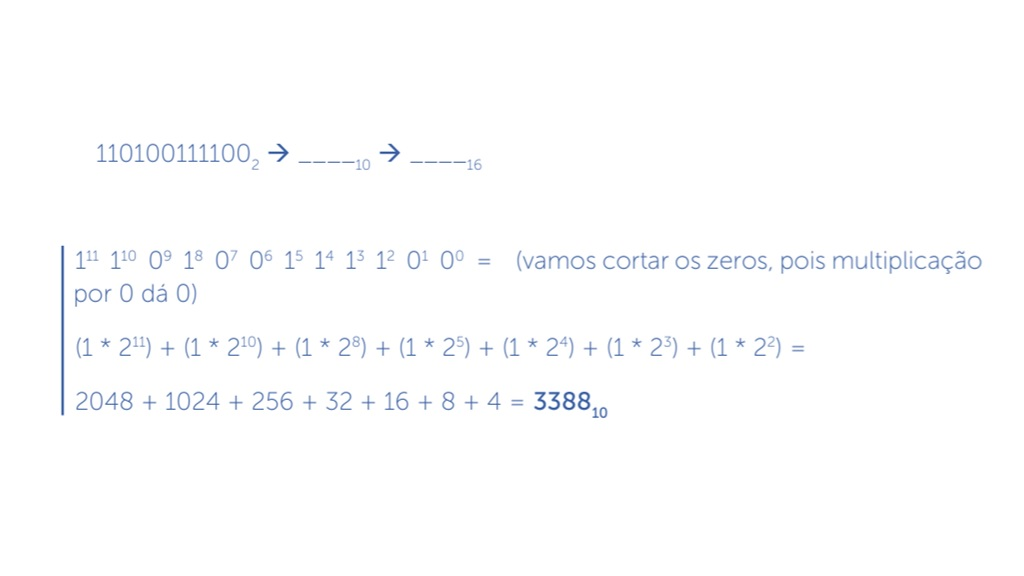 110100111100₂ → ____₁₀ → ____₁₆
1¹¹ 1¹⁰ 0⁹ 1⁸ 0⁷ 0⁶ 1⁵ 1⁴ 1³ 1² 0¹ 0⁰ = (vamos cortar os zeros, pois multiplicação
por 0 dá 0)
(1 * 2¹¹) + (1 * 2¹⁰) + (1 * 2⁸) + (1 * 2⁵) + (1 * 2⁴) + (1 * 2³) + (1 * 2²) =
2048 + 1024 + 256 + 32 + 16 + 8 + 4 = 3388₁₀